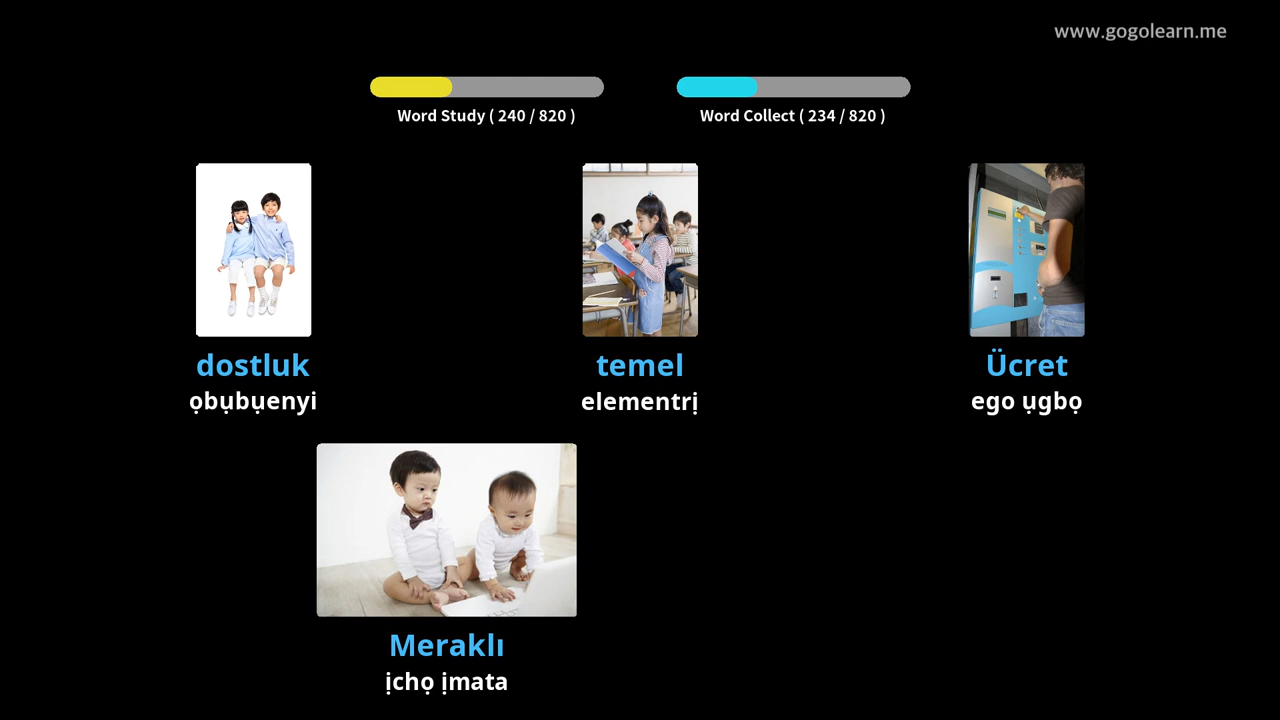 www.gogolearn.me
Word Study ( 240 / 820 )
Word Collect ( 234 / 820 )
dostluk
ọbụbụenyi
temel
elementrị
Ücret
ego ụgbọ
Meraklı
ịchọ ịmata